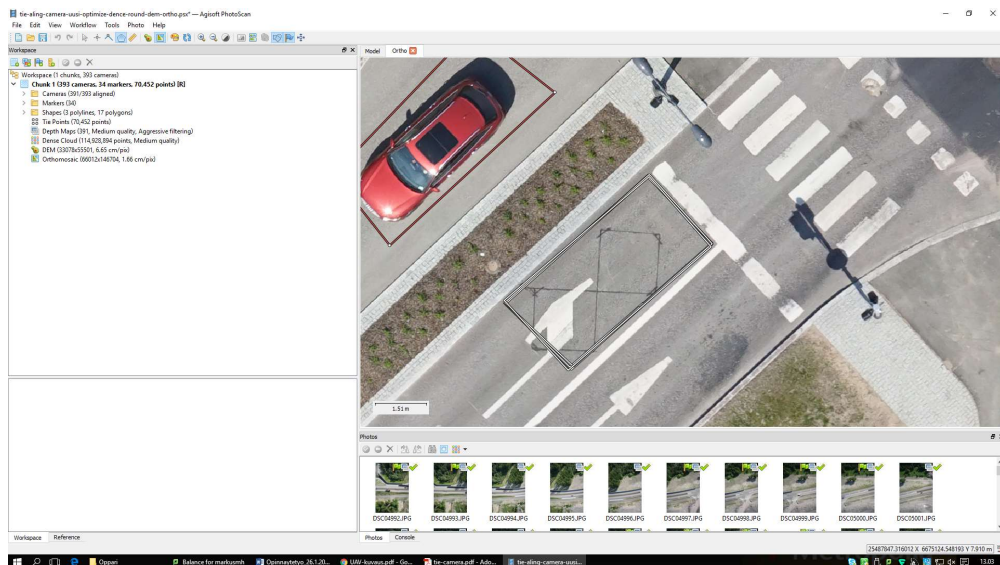 tie-aling-camera-uusi-optimize-dence-round-dem-ortho.psx* — Agisoft PhotoScan
File Edit View Workflow Tools Photo Help
Workspace
Model Ortho
Workspace (1 chunks, 393 cameras)
Chunk 1 (393 cameras, 34 markers, 70,452 points) [R]
Cameras (391/393 aligned)
Markers (34)
Shapes (3 polylines, 17 polygons)
Tie Points (70,452 points)
Depth Maps (391, Medium quality, Aggressive filtering)
Dense Cloud (114,928,894 points, Medium quality)
DEM (33078x55501, 6.65 cm/pix)
Orthomosaic (66012x146704, 1.66 cm/pix)
1.51 m
Photos
DSC04992.JPG DSC04993.JPG DSC04994.JPG DSC04995.JPG DSC04996.JPG DSC04997.JPG DSC04998.JPG DSC04999.JPG DSC05000.JPG DSC05001.JPG
Workspace Reference
Photos Console
25487847.316012 X 6675124.548193 Y 7.910 m
Oppari
Balance for markusmh
Opinnaytetyo_26.1.20...
UAV-kuvaus.pdf - Go...
tie-camera.pdf - Ado...
tie-aling-camera-uusi...
13.03